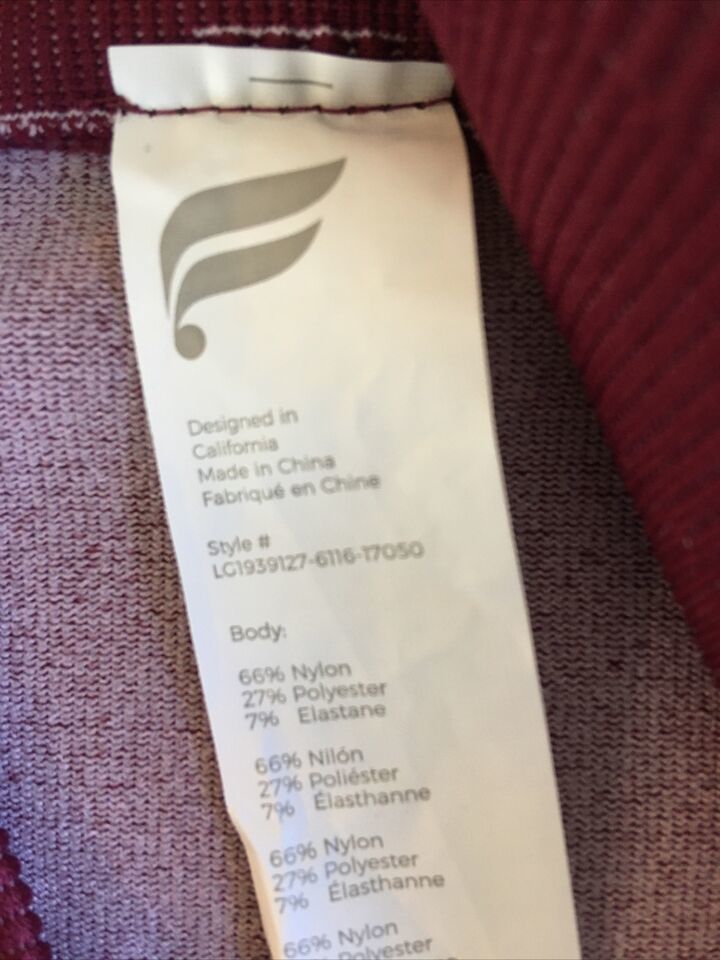 Designed in
California
Made in China
Fabriqué en Chine
Style #
LG1939127-6116-17050
Body:
66% Nylon
27% Polyester
7% Elastane
66% Nilón
27% Poliéster
7% Élasthanne
66% Nylon
27% Polyester
7% Élasthanne
66% Nylon
Polyester